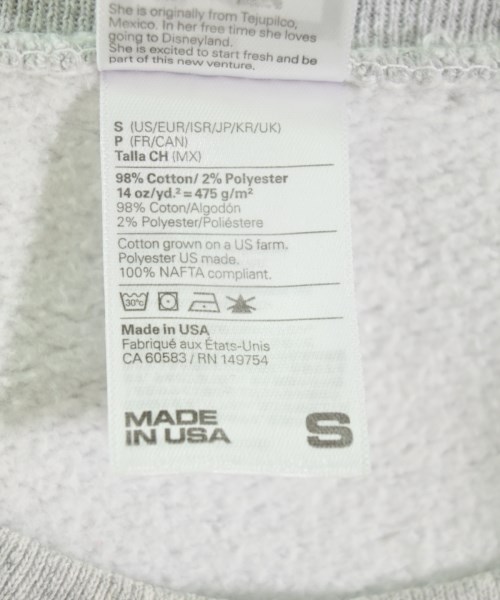 She is originally from Tejupilco,
Mexico. In her free time she loves
going to Disneyland.
She is excited to start fresh and be
part of this new venture.
S (US/EUR/ISR/JP/KR/UK)
P (FR/CAN)
Talla CH (MX)
98% Cotton/ 2% Polyester
14 oz/yd.² = 475 g/m²
98% Coton/Algodón
2% Polyester/Poliéstere
Cotton grown on a US farm.
Polyester US made.
100% NAFTA compliant.
30°C
Made in USA
Fabriqué aux États-Unis
CA 60583 / RN 149754
MADE
IN USA
S